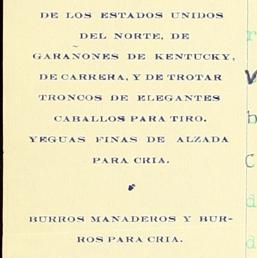 DE LOS ESTADOS UNIDOS
DEL NORTE, DE
GARAÑONES DE KENTUCKY,
DE CARRERA, Y DE TROTAR
TRONCOS DE ELEGANTES
CABALLOS PARA TIRO.
YEGUAS FINAS DE ALZADA
PARA CRIA.
BURROS MANADEROS Y BUR-
ROS PARA CRIA.